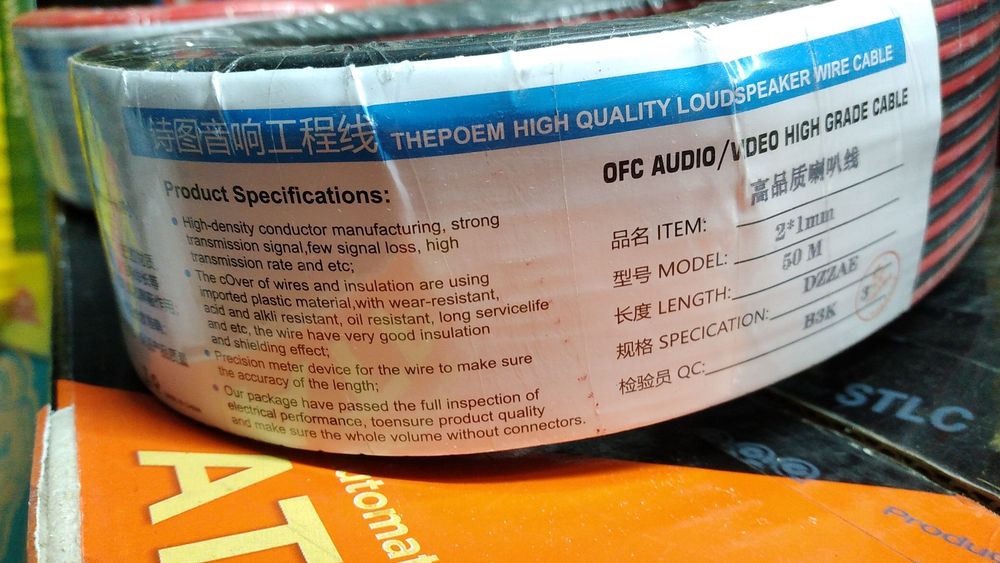 诗图音响工程线 THEPOEM HIGH QUALITY LOUDSPEAKER WIRE CABLE
Product Specifications:
High-density conductor manufacturing, strong
transmission signal,few signal loss, high
transmission rate and etc;
The cOver of wires and insulation are using
imported plastic material,with wear-resistant,
acid and alkli resistant, oil resistant, long servicelife
and etc, the wire have very good insulation
and shielding effect;
Precision meter device for the wire to make sure
the accuracy of the length;
Our package have passed the full inspection of
electrical performance, toensure product quality
and make sure the whole volume without connectors.
OFC AUDIO/VIDEO HIGH GRADE CABLE
品名 ITEM: 高品质喇叭线
型号 MODEL: 2*1mm
长度 LENGTH: 50 M
规格 SPECICATION: DZZAE
检验员 QC: B3K
STLC
AT
utomat
Produc